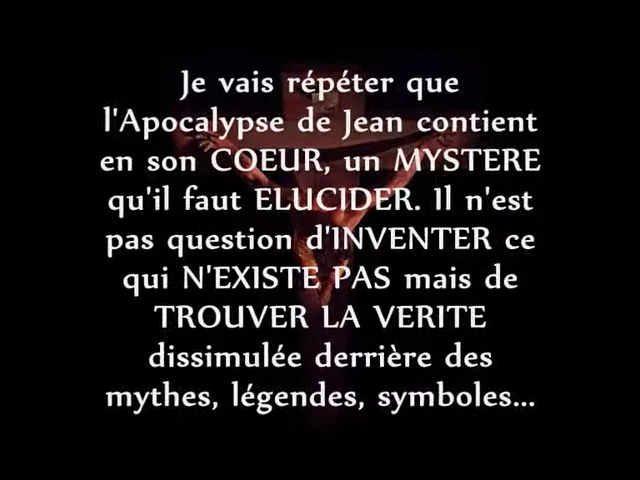 Je vais répéter que
l'Apocalypse de Jean contient
en son COEUR, un MYSTERE
qu'il faut ELUCIDER. Il n'est
pas question d'INVENTER ce
qui N'EXISTE PAS mais de
TROUVER LA VERITE
dissimulée derrière des
mythes, légendes, symboles...